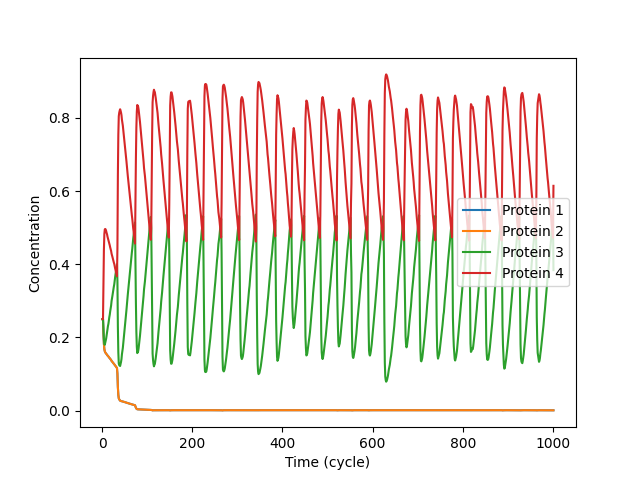 0.8
0.6
0.4
0.2
0.0
Concentration
Protein 1
Protein 2
Protein 3
Protein 4
0
200
400
600
800
1000
Time (cycle)